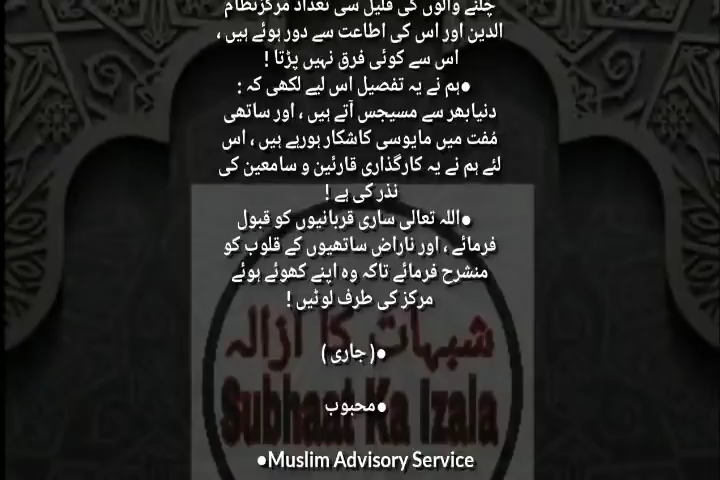 چلنے والوں کی قلیل سی تعداد مرکزنظام
الدین اور اس کی اطاعت سے دور ہوئے ہیں ،
اس سے کوئی فرق نہیں پڑتا !
●ہم نے یہ تفصیل اس لیے لکھی کہ :
دنیابھر سے مسیجس آتے ہیں ، اور ساتھی
مُفت میں مایوسی کاشکار ہورہے ہیں ، اس
لئے ہم نے یہ کارگذاری قارئین و سامعین کی
نذر کی ہے !
●اللہ تعالی ساری قربانیوں کو قبول
فرمائے ، اور ناراض ساتھیوں کے قلوب کو
منشرح فرمائے تاکہ وہ اپنے کھوئے ہوئے
مرکز کی طرف لوٹیں !
شبہات کا ازالہ
●( جاری )
Subhaat Ka Izala
●محبوب
●Muslim Advisory Service